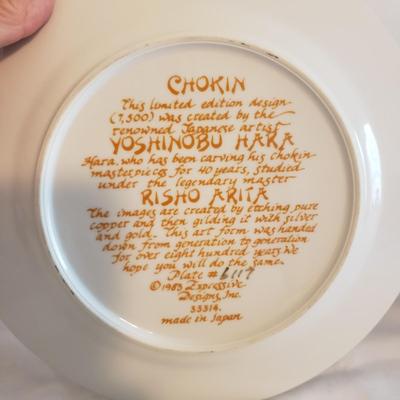 CHOKIN
This limited edition design
(7,500) was created by the
renowned Japanese artist
YOSHINOBU HARA
Hara, who has been carving his chokin
masterpieces for 40 years, studied
under the legendary master
RISHO ARITA
The images are created by etching pure
copper and then gilding it with silver
and gold. This art form was handed
down from generation to generation
for over eight hundred years. We
hope you will do the same.
Plate # 6117
©1983 Expressive
Designs, Inc.
33314.
made in Japan